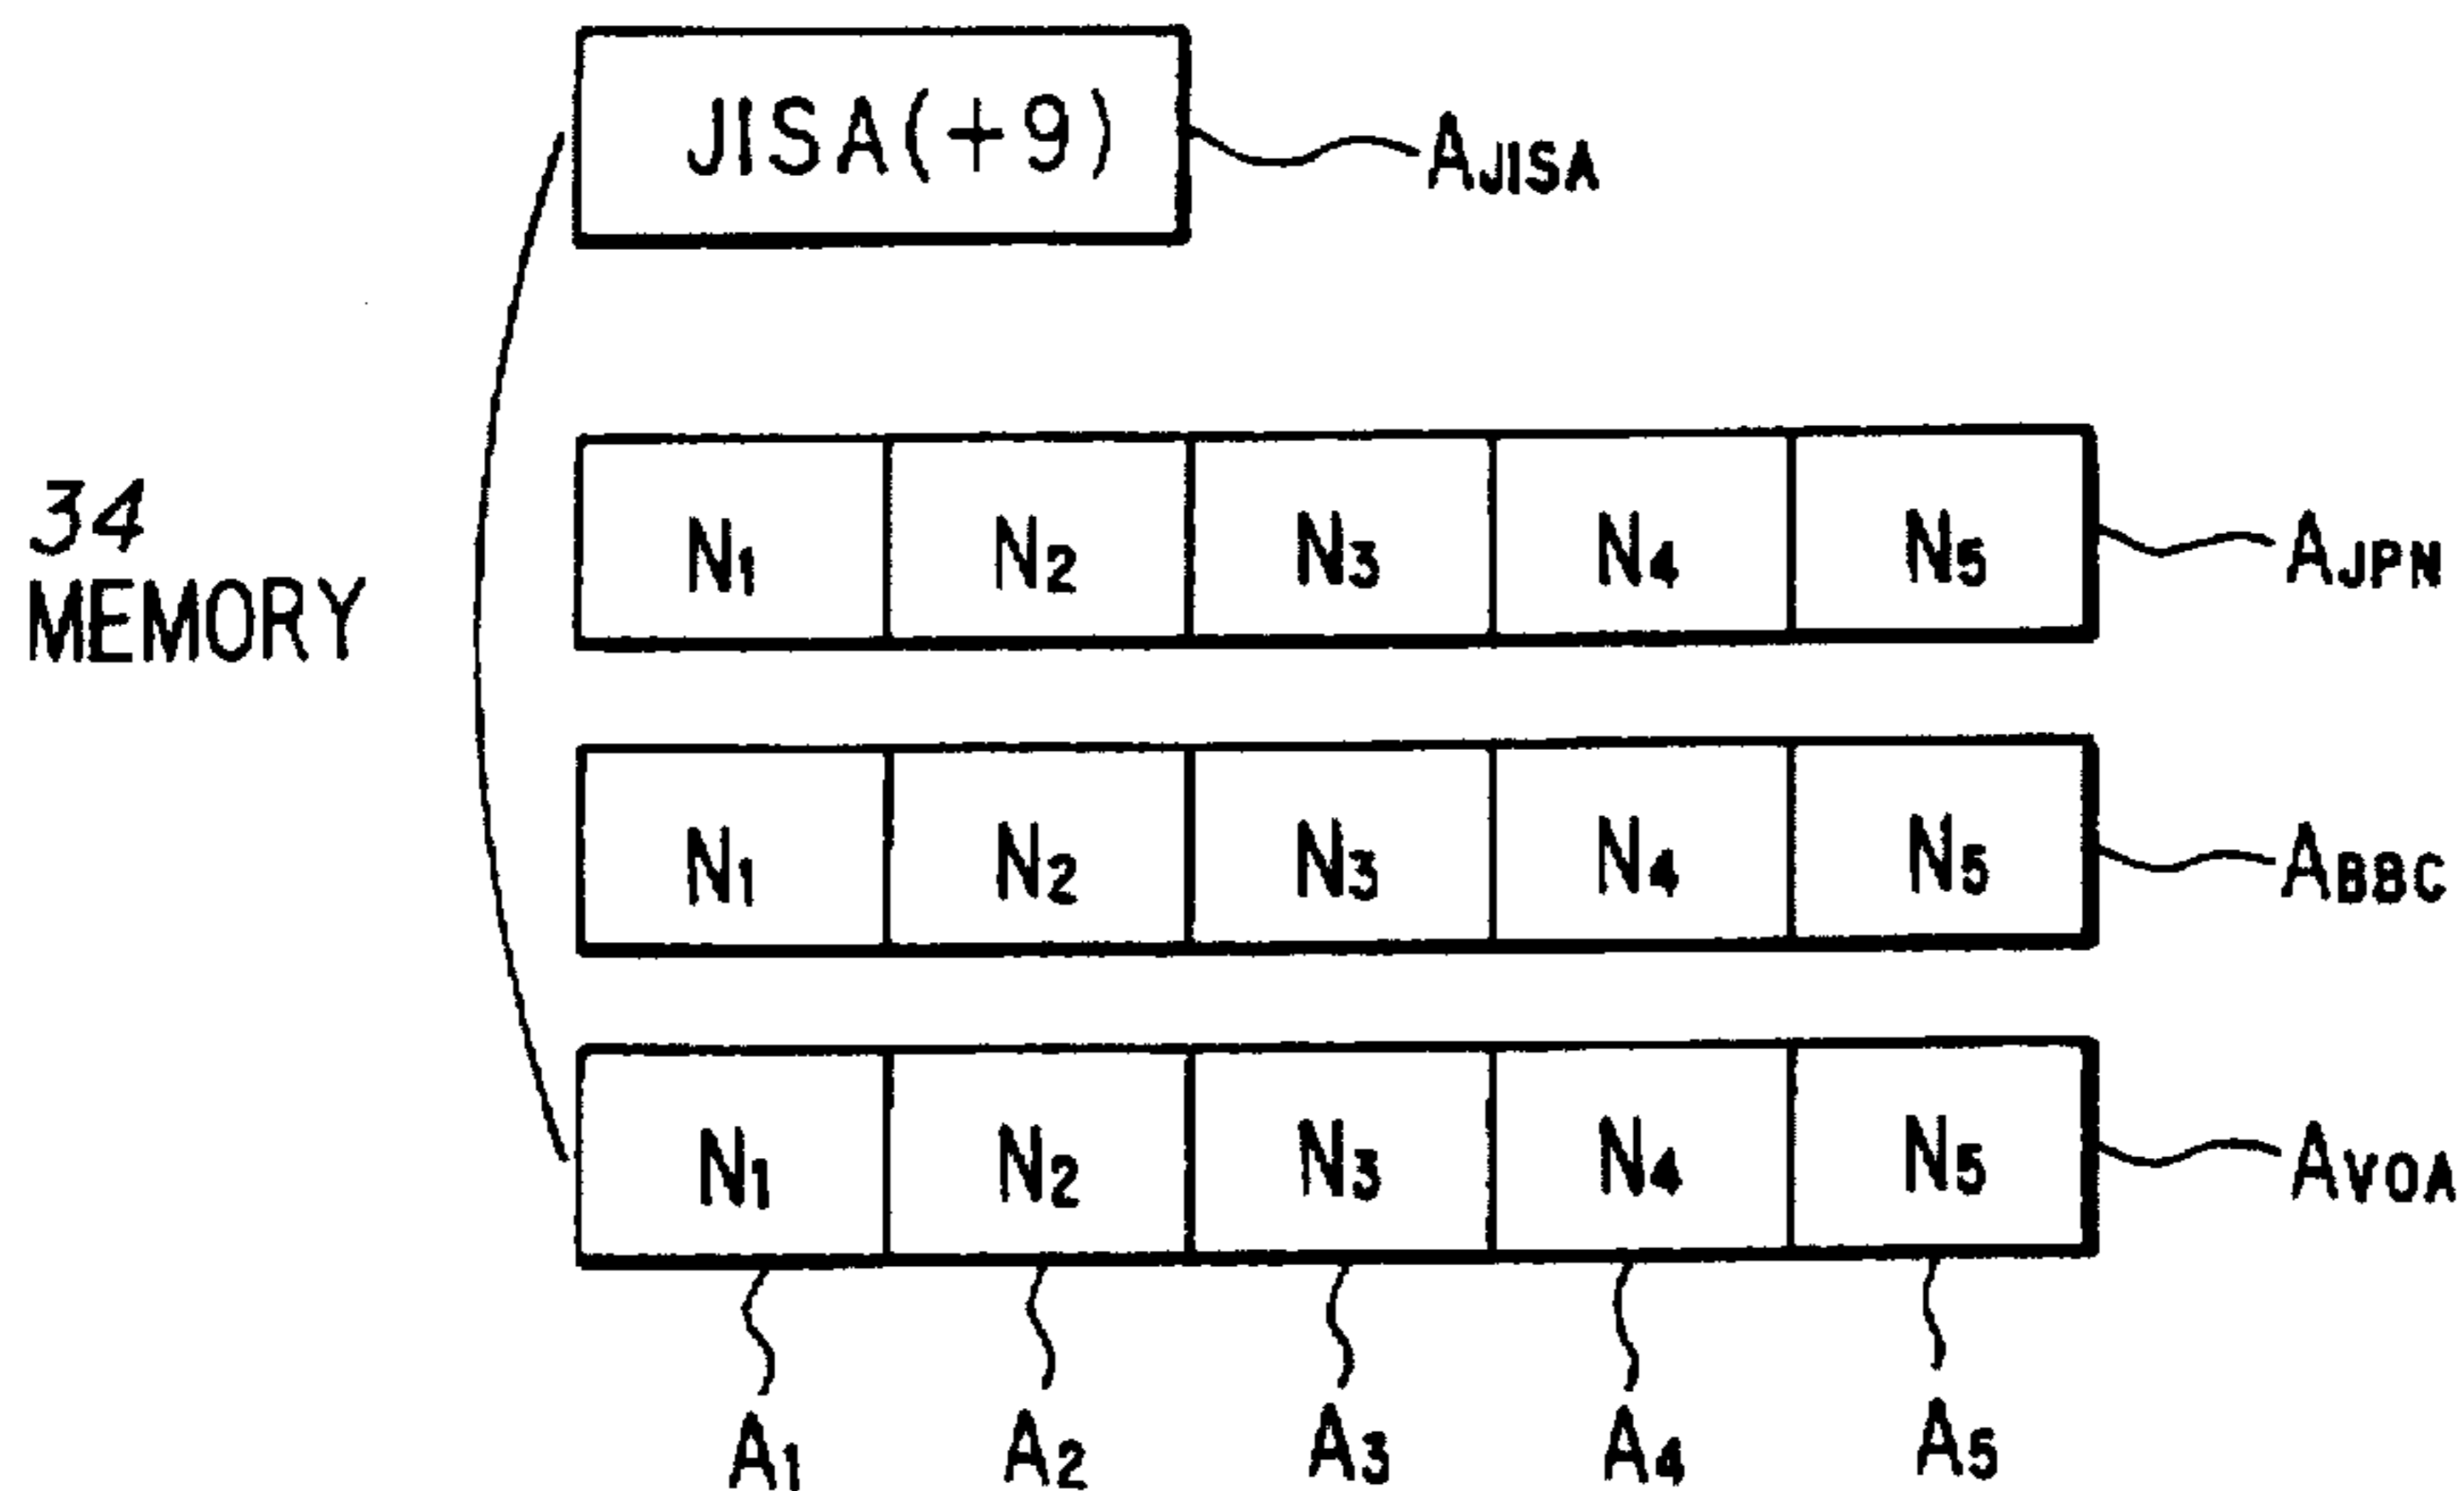 JISA(+9) AJISA
34
MEMORY
N1 N2 N3 N4 N5 AJPN
N1 N2 N3 N4 N5 ABBC
N1 N2 N3 N4 N5 AVOA
A1 A2 A3 A4 A5